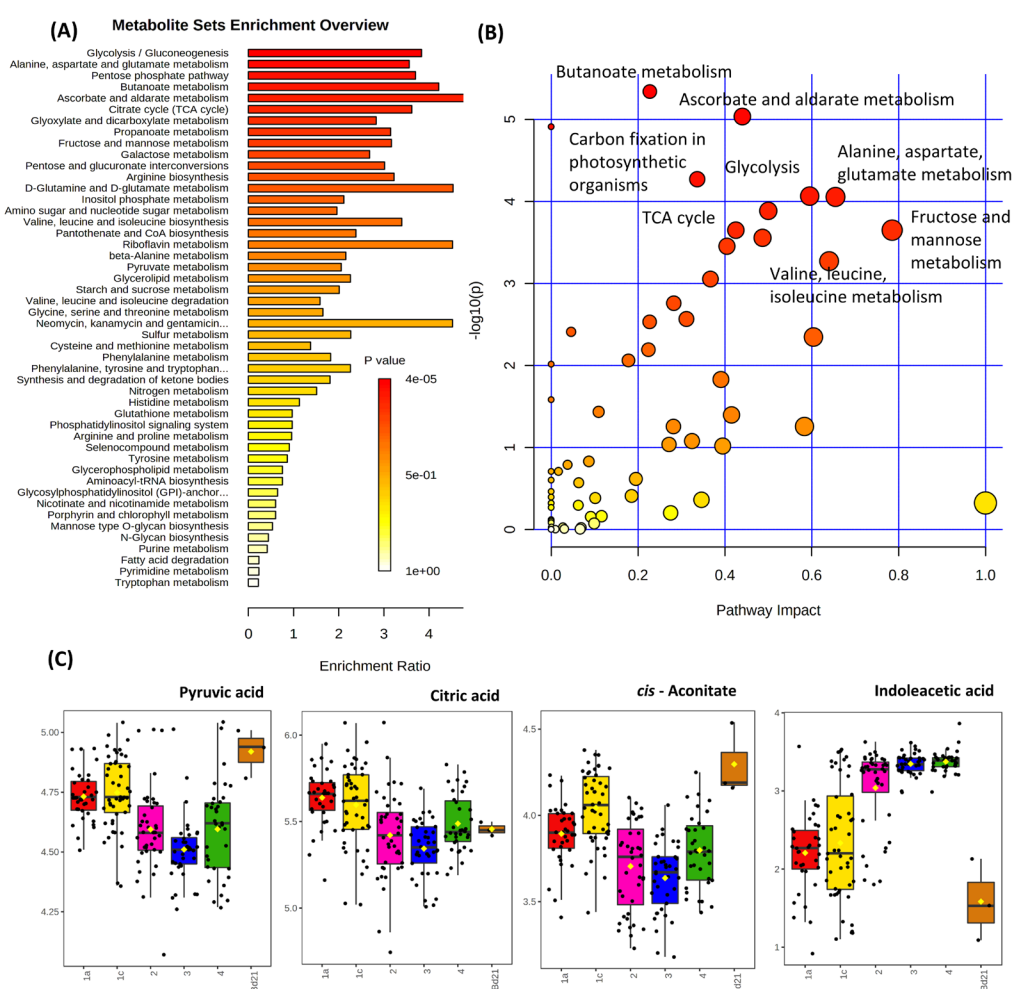 (A)
Metabolite Sets Enrichment Overview
Glycolysis / Gluconeogenesis
Alanine, aspartate and glutamate metabolism
Pentose phosphate pathway
Butanoate metabolism
Ascorbate and aldarate metabolism
Citrate cycle (TCA cycle)
Glyoxylate and dicarboxylate metabolism
Propanoate metabolism
Fructose and mannose metabolism
Galactose metabolism
Pentose and glucuronate interconversions
Arginine biosynthesis
D-Glutamine and D-glutamate metabolism
Inositol phosphate metabolism
Amino sugar and nucleotide sugar metabolism
Valine, leucine and isoleucine biosynthesis
Pantothenate and CoA biosynthesis
Riboflavin metabolism
beta-Alanine metabolism
Pyruvate metabolism
Glycerolipid metabolism
Starch and sucrose metabolism
Valine, leucine and isoleucine degradation
Glycine, serine and threonine metabolism
Neomycin, kanamycin and gentamicin...
Sulfur metabolism
Cysteine and methionine metabolism
Phenylalanine metabolism
Phenylalanine, tyrosine and tryptophan...
Synthesis and degradation of ketone bodies
Nitrogen metabolism
Histidine metabolism
Glutathione metabolism
Phosphatidylinositol signaling system
Arginine and proline metabolism
Selenocompound metabolism
Tyrosine metabolism
Glycerophospholipid metabolism
Aminoacyl-tRNA biosynthesis
Glycosylphosphatidylinositol (GPI)-anchor...
Nicotinate and nicotinamide metabolism
Porphyrin and chlorophyll metabolism
Mannose type O-glycan biosynthesis
N-Glycan biosynthesis
Purine metabolism
Fatty acid degradation
Pyrimidine metabolism
Tryptophan metabolism
P value
4e-05
5e-01
1e+00
0 1 2 3 4
Enrichment Ratio
(B)
Butanoate metabolism
Ascorbate and aldarate metabolism
Carbon fixation in
photosynthetic
organisms
Glycolysis
Alanine, aspartate,
glutamate metabolism
TCA cycle
Fructose and
mannose
metabolism
Valine, leucine,
isoleucine metabolism
-log10(p)
5
4
3
2
1
0
0.0 0.2 0.4 0.6 0.8 1.0
Pathway Impact
(C)
Pyruvic acid
5.00
4.75
4.50
4.25
1a 1c 2 3 4 Bd21
Citric acid
6.0
5.5
5.0
1a 1c 2 3 4 Bd21
cis - Aconitate
4.5
4.0
3.5
1a 1c 2 3 4 Bd21
Indoleacetic acid
4
3
2
1
1a 1c 2 3 4 Bd21